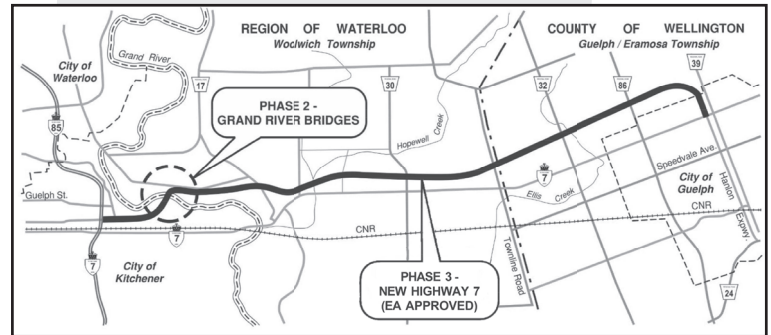 REGION OF WATERLOO
Woolwich Township
COUNTY OF WELLINGTON
Guelph / Eramosa Township
City of
Waterloo
Grand River
17
30
32
86
39
85
PHASE 2 -
GRAND RIVER BRIDGES
Hopewell
Creek
Guelph St.
7
Ellis Creek
Speedvale Ave.
City of
Guelph
Hanlon
Expwy.
CNR
CNR
7
7
City of
Kitchener
PHASE 3 -
NEW HIGHWAY 7
(EA APPROVED)
Townline Road
24